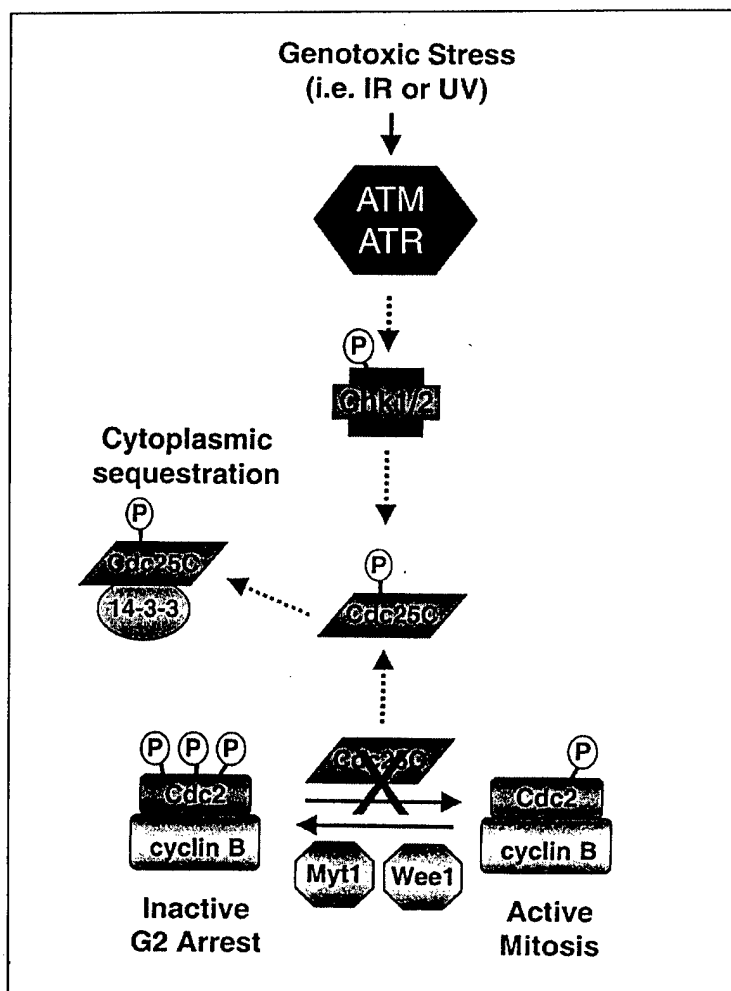 Genotoxic Stress
(i.e. IR or UV)
ATM
ATR
P
Chk1/2
Cytoplasmic
sequestration
P
Cdc25C
14-3-3
P
Cdc25C
P P P
Cdc2
cyclin B
Cdc25C
Myt1
Wee1
P
Cdc2
cyclin B
Inactive
G2 Arrest
Active
Mitosis